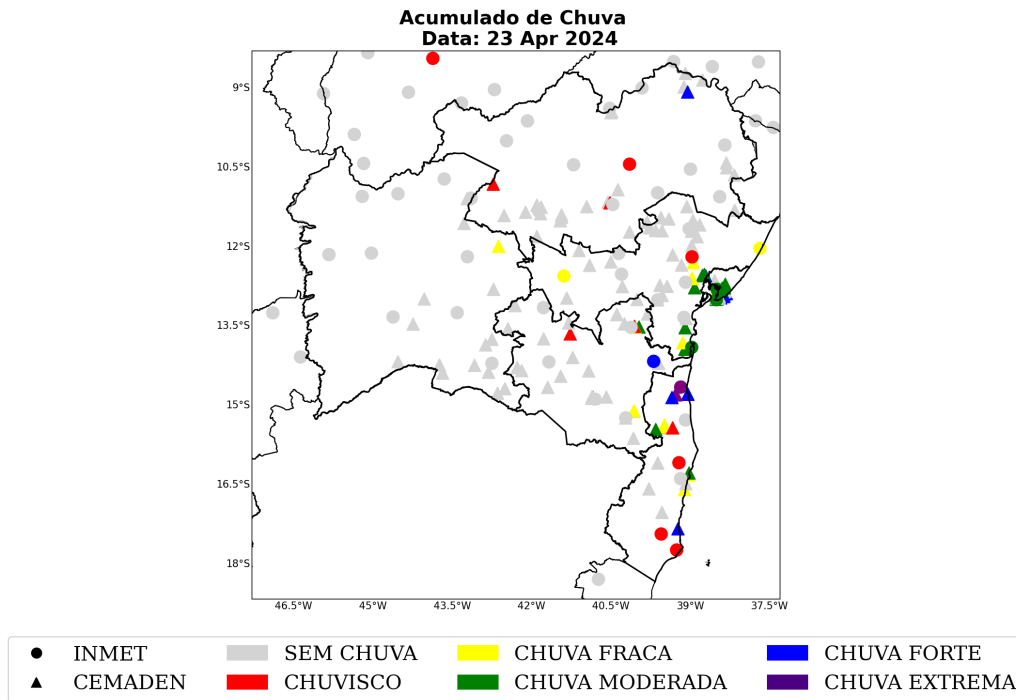 Acumulado de Chuva
Data: 23 Apr 2024
9°S
10.5°S
12°S
13.5°S
15°S
16.5°S
18°S
46.5°W 45°W 43.5°W 42°W 40.5°W 39°W 37.5°W
INMET SEM CHUVA CHUVA FRACA CHUVA FORTE
CEMADEN CHUVISCO CHUVA MODERADA CHUVA EXTREMA